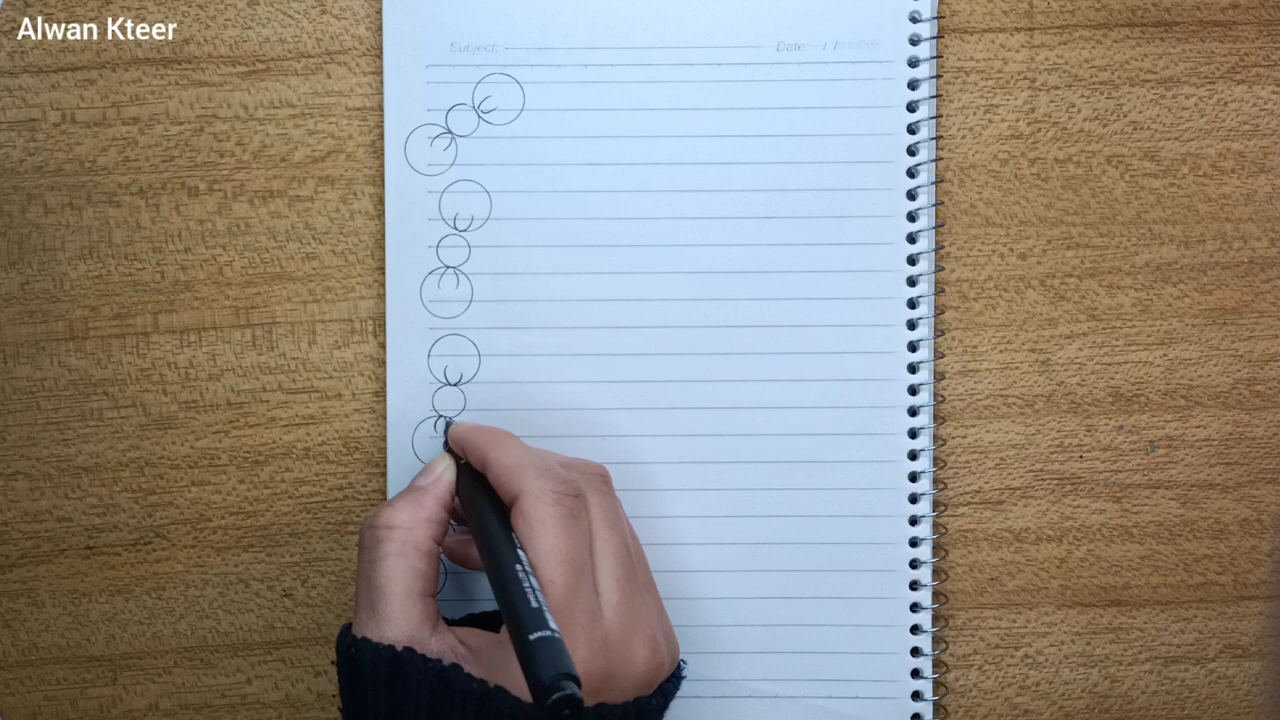 Alwan Kteer
Subject:
Date: / /